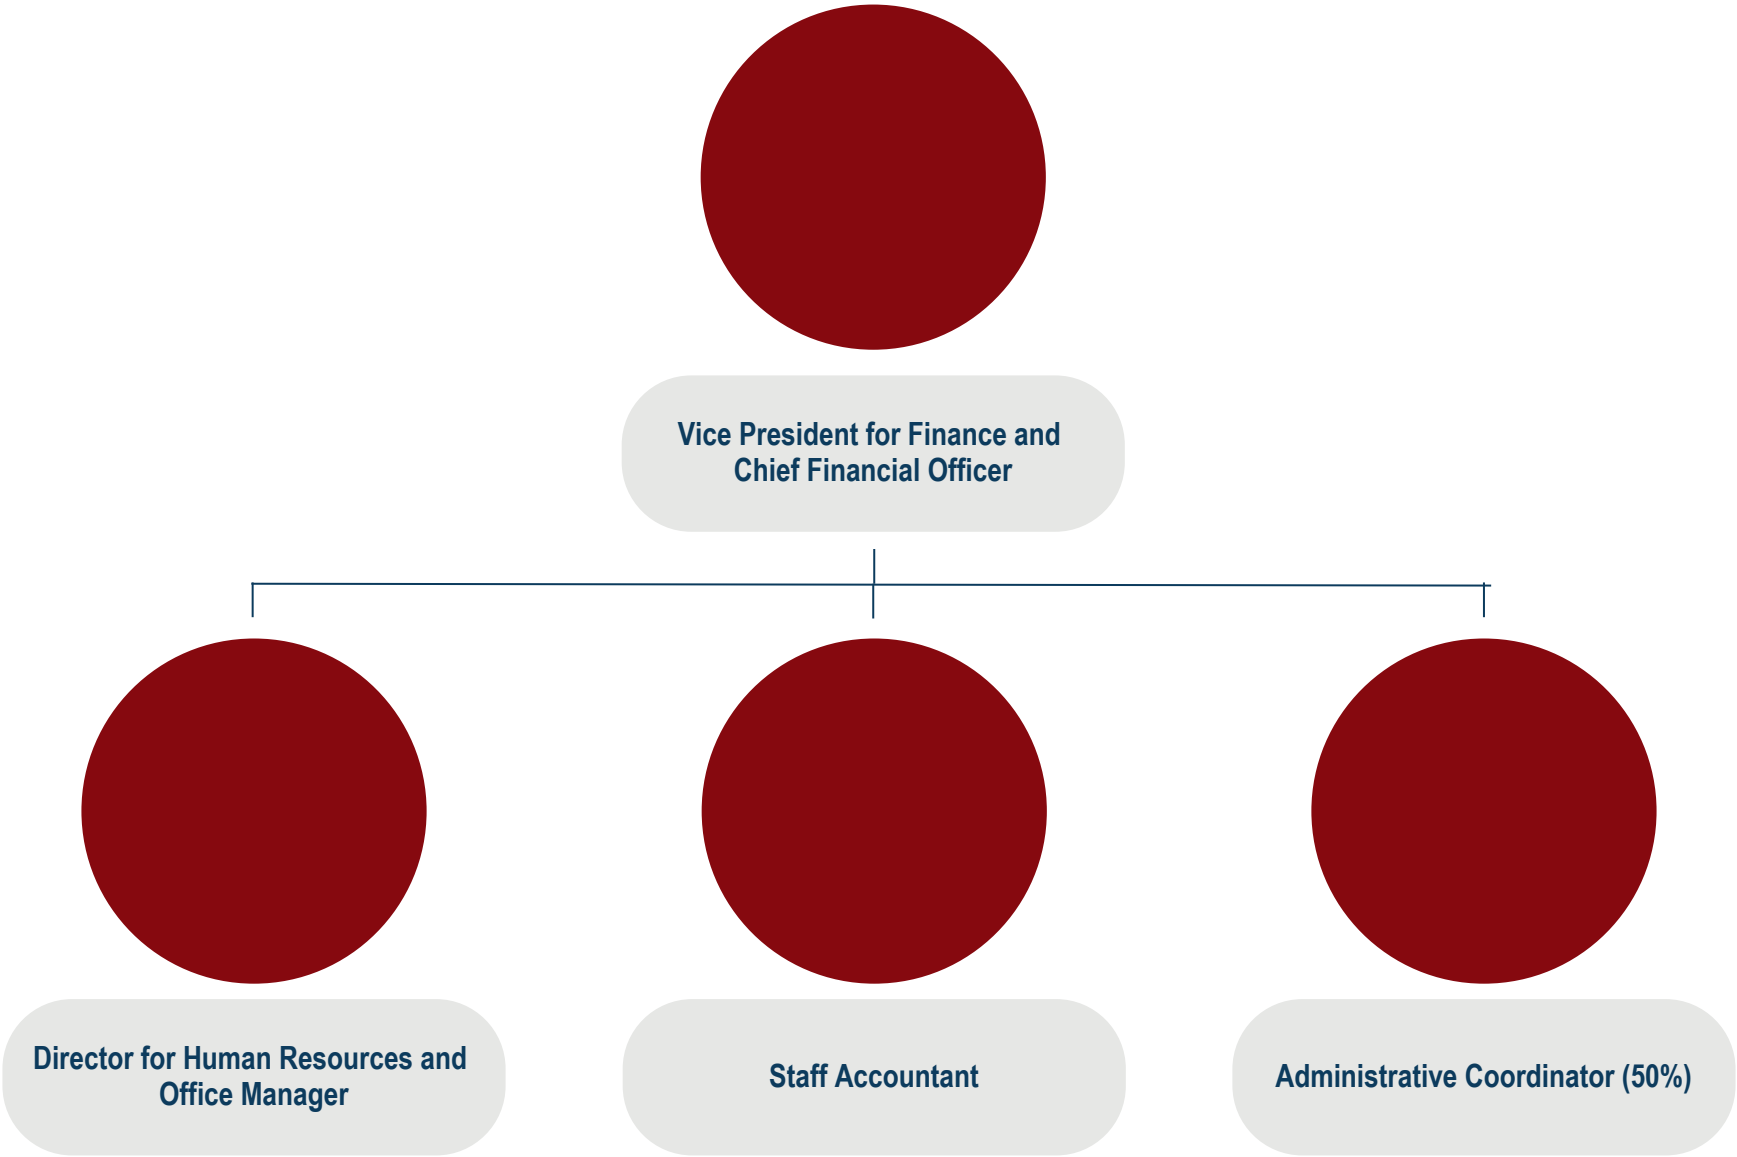 Vice President for Finance and
Chief Financial Officer
Director for Human Resources and
Office Manager
Staff Accountant
Administrative Coordinator (50%)